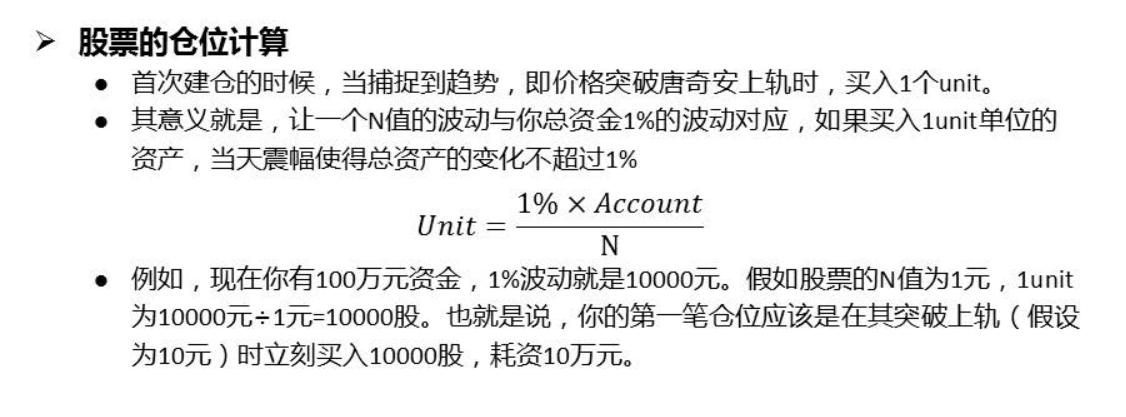 ➢ 股票的仓位计算
● 首次建仓的时候，当捕捉到趋势，即价格突破唐奇安上轨时，买入1个unit。
● 其意义就是，让一个N值的波动与你总资金1%的波动对应，如果买入1unit单位的
资产，当天震幅使得总资产的变化不超过1%
Unit = (1% × Account) / N
● 例如，现在你有100万元资金，1%波动就是10000元。假如股票的N值为1元，1unit
为10000元÷1元=10000股。也就是说，你的第一笔仓位应该是在其突破上轨（假设
为10元）时立刻买入10000股，耗资10万元。